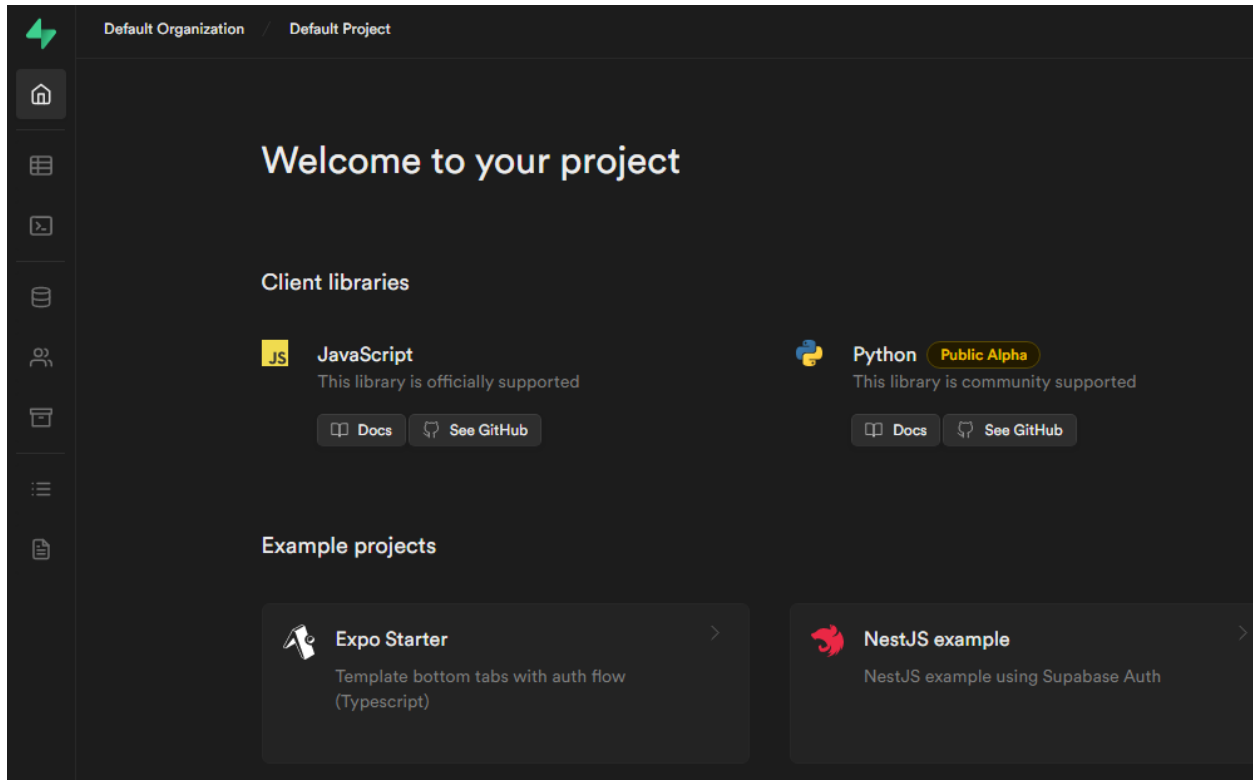 Default Organization / Default Project
Welcome to your project
Client libraries
JS JavaScript
This library is officially supported
Docs See GitHub
Python Public Alpha
This library is community supported
Docs See GitHub
Example projects
Expo Starter
Template bottom tabs with auth flow
(Typescript)
NestJS example
NestJS example using Supabase Auth